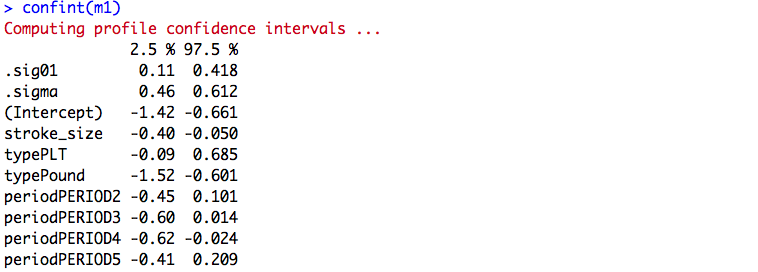 > confint(m1)
Computing profile confidence intervals ...
2.5 % 97.5 %
.sig01 0.11 0.418
.sigma 0.46 0.612
(Intercept) -1.42 -0.661
stroke_size -0.40 -0.050
typePLT -0.09 0.685
typePound -1.52 -0.601
periodPERIOD2 -0.45 0.101
periodPERIOD3 -0.60 0.014
periodPERIOD4 -0.62 -0.024
periodPERIOD5 -0.41 0.209